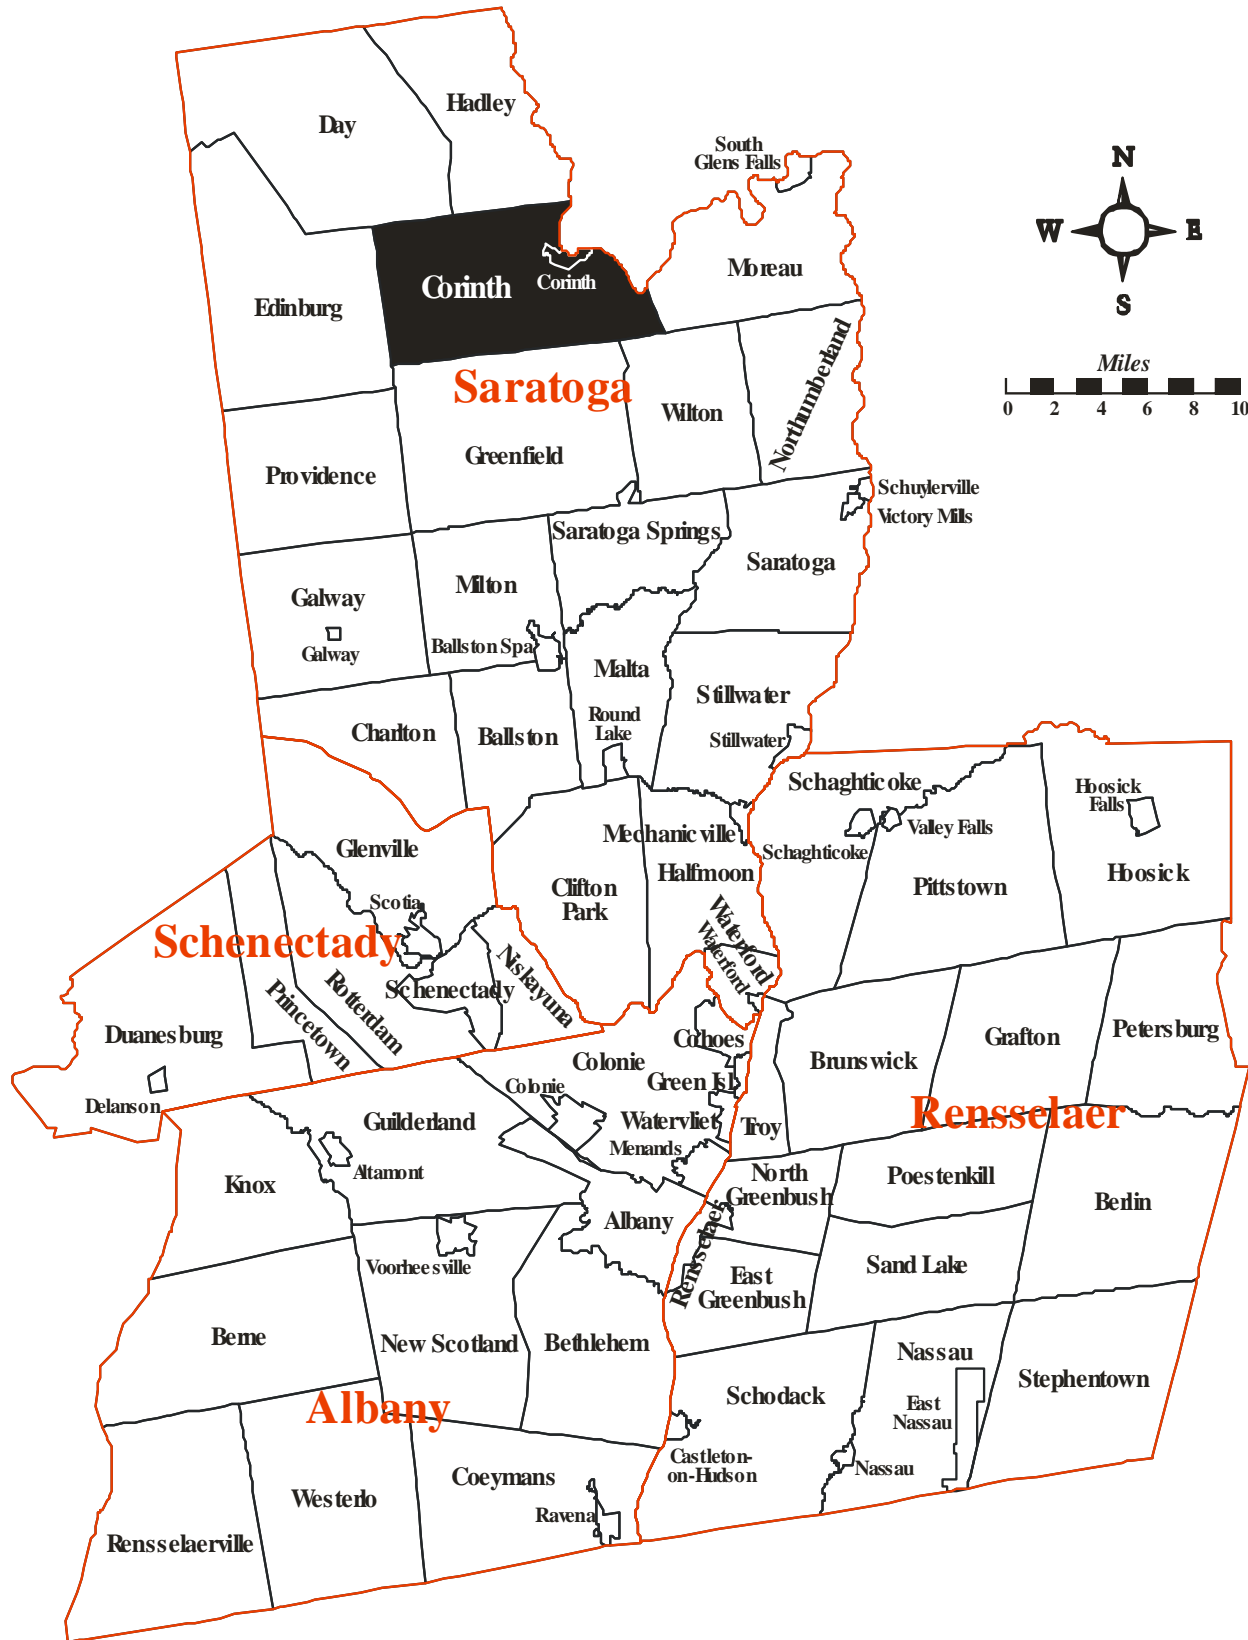 Hadley
Day
South
Glens Falls
N
W
E
S
Moreau
Corinth
Corinth
Edinburg
Miles
0 2 4 6 8 10
Saratoga
Northumberland
Wilton
Greenfield
Providence
Schuylerville
Victory Mills
Saratoga Springs
Saratoga
Milton
Galway
Galway
Ballston Spa
Malta
Stillwater
Round
Lake
Stillwater
Charlton
Ballston
Schaghticoke
Hoosick
Falls
Mechanicville
Valley Falls
Schaghticoke
Glenville
Halfmoon
Hoosick
Clifton
Park
Pittstown
Scotia
Waterford
Waterford
Schenectady
Niskayuna
Schenectady
Rotterdam
Princetown
Duanesburg
Delanson
Cohoes
Colonie
Green Isl.
Colonie
Watervliet
Menands
Troy
Brunswick
Grafton
Petersburg
Rensselaer
Guilderland
Altamont
Knox
North
Greenbush
Poestenkill
Berlin
Albany
Rensselaer
Voorheesville
East
Greenbush
Sand Lake
Berne
New Scotland
Bethlehem
Nassau
Stephentown
Schodack
East
Nassau
Albany
Castleton-
on-Hudson
Nassau
Coeymans
Westerlo
Ravena
Rensselaerville